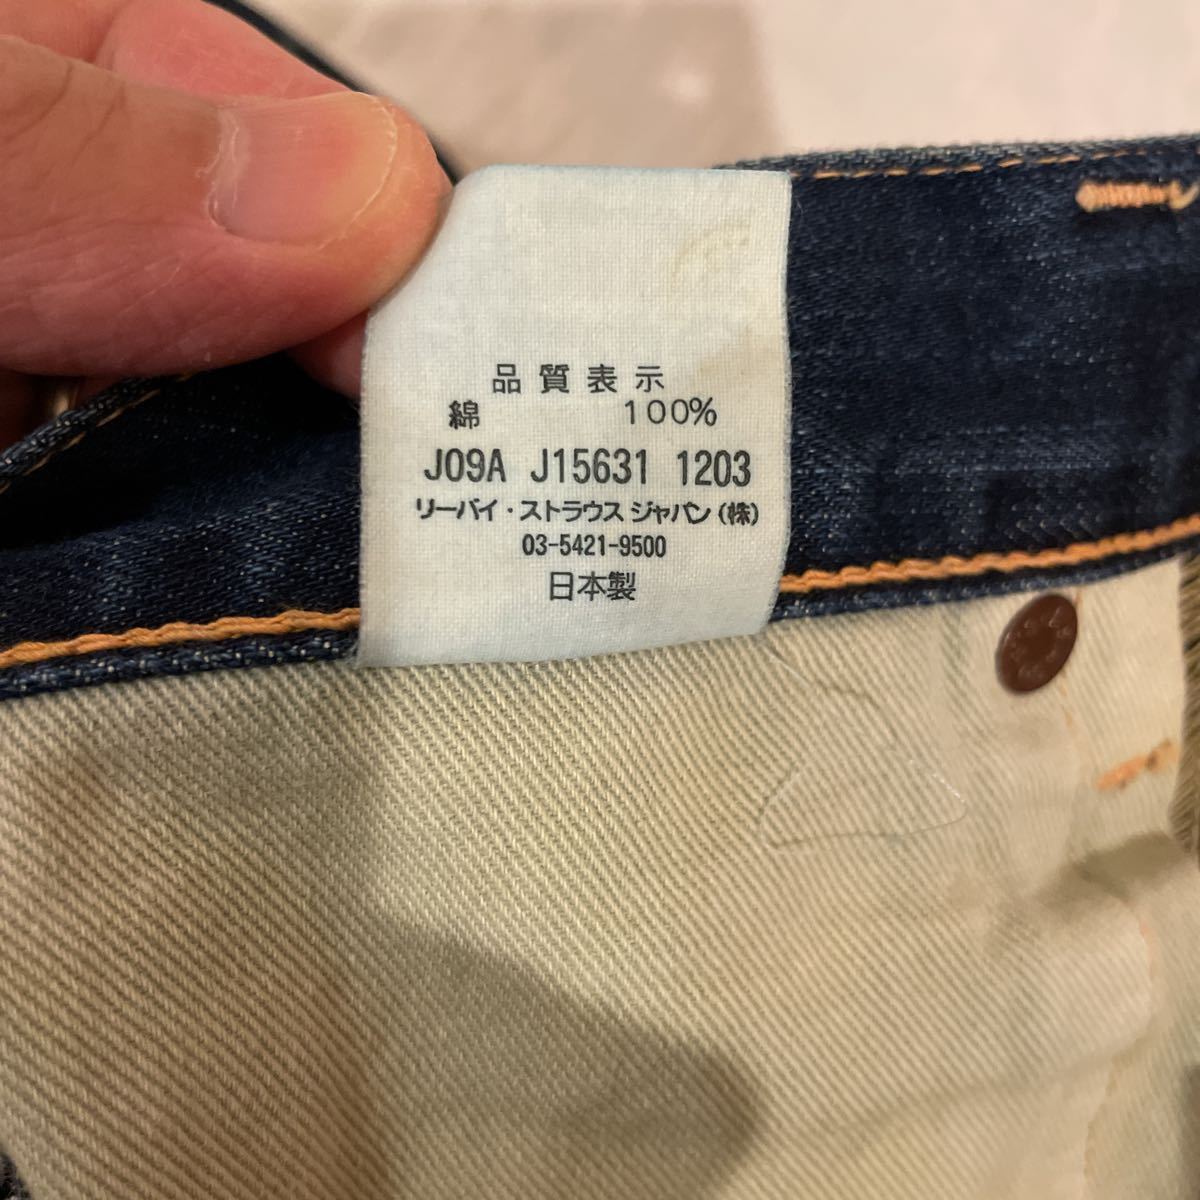 品質表示
綿 100%
J09A J15631 1203
リーバイ・ストラウス ジャパン(株)
03-5421-9500
日本製